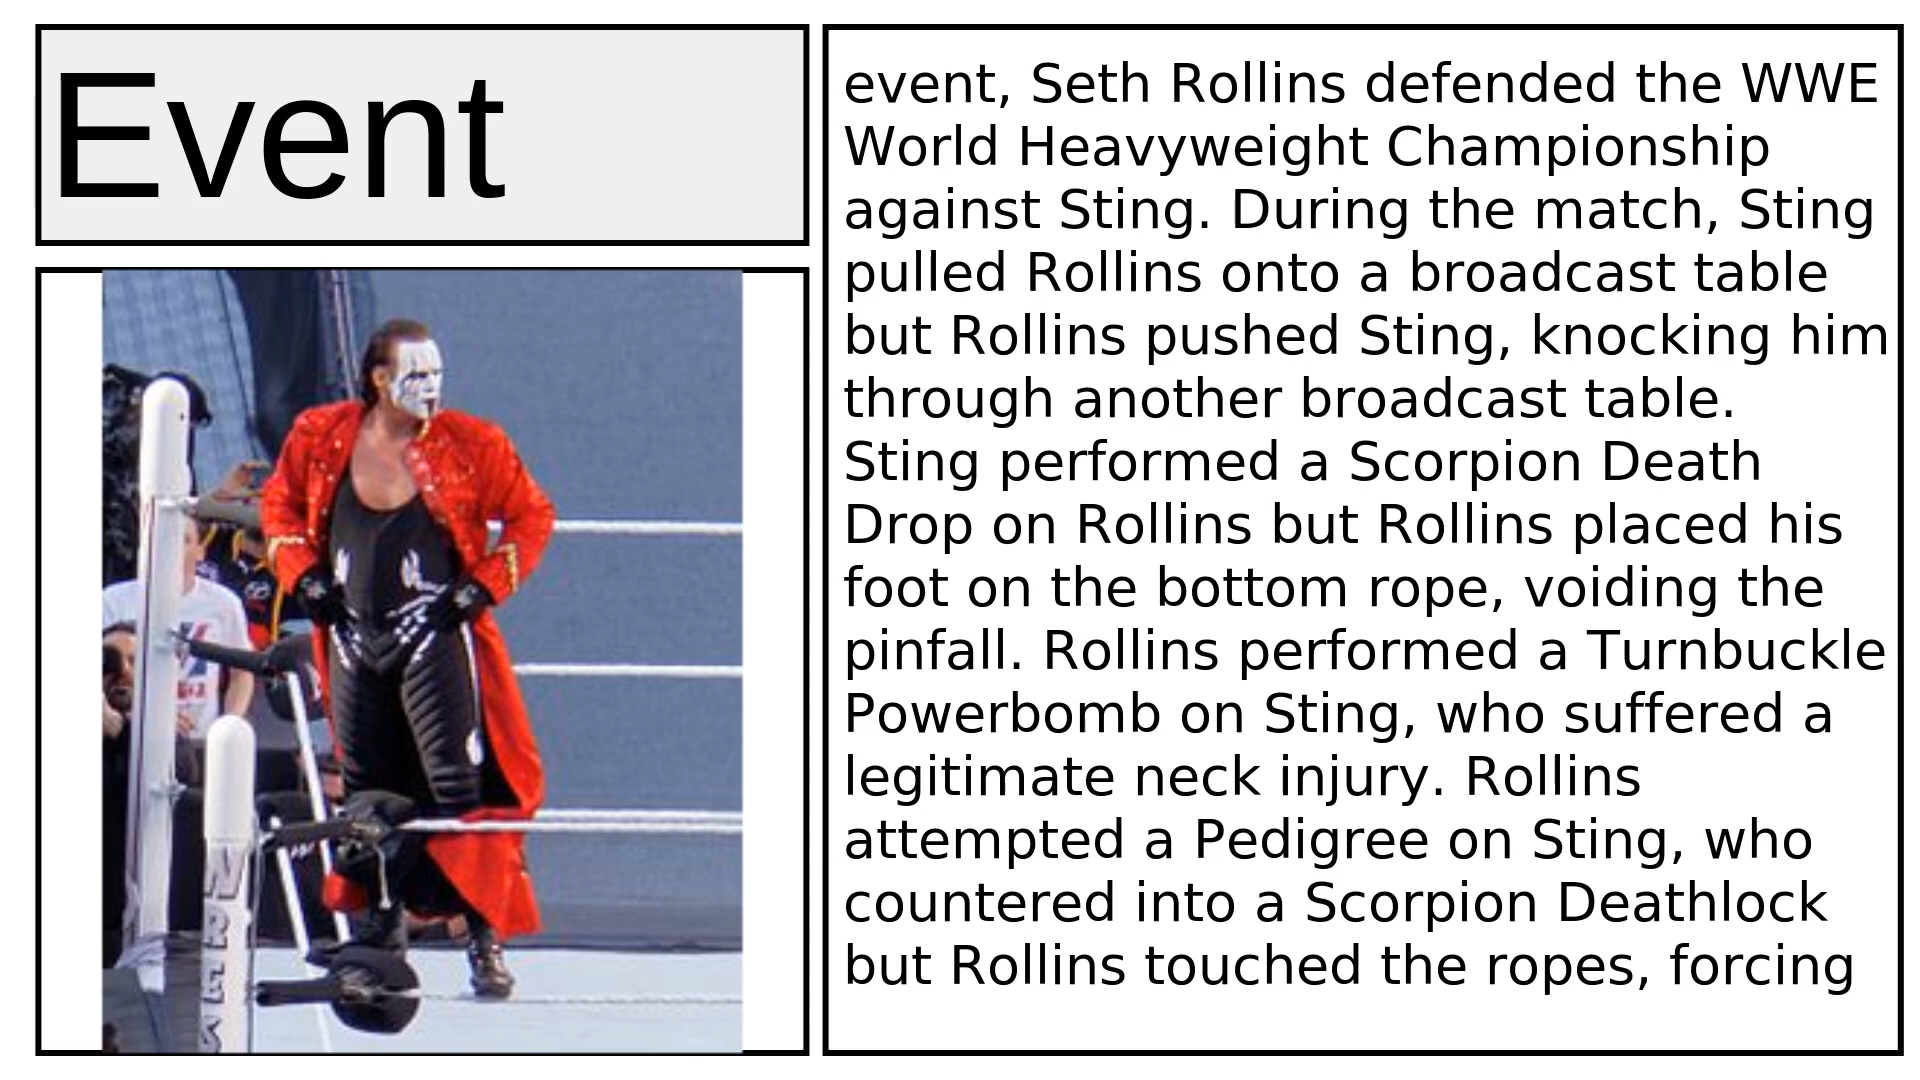 Event
event, Seth Rollins defended the WWE
World Heavyweight Championship
against Sting. During the match, Sting
pulled Rollins onto a broadcast table
but Rollins pushed Sting, knocking him
through another broadcast table.
Sting performed a Scorpion Death
Drop on Rollins but Rollins placed his
foot on the bottom rope, voiding the
pinfall. Rollins performed a Turnbuckle
Powerbomb on Sting, who suffered a
legitimate neck injury. Rollins
attempted a Pedigree on Sting, who
countered into a Scorpion Deathlock
but Rollins touched the ropes, forcing